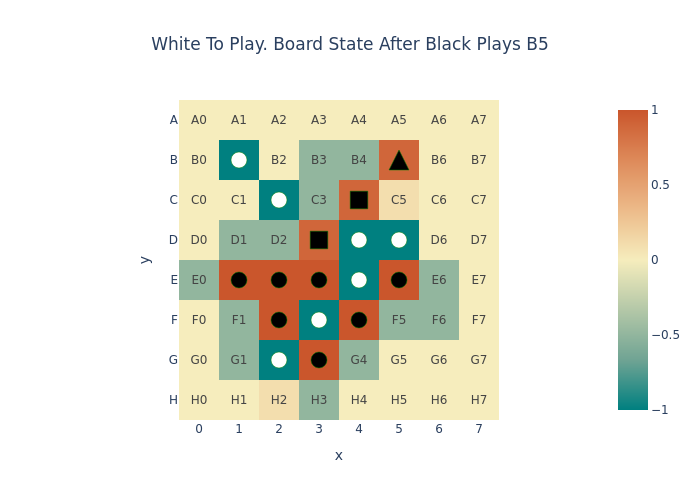 White To Play. Board State After Black Plays B5
A A0 A1 A2 A3 A4 A5 A6 A7
B B0 B2 B3 B4 B6 B7
C C0 C1 C3 C5 C6 C7
D D0 D1 D2 D6 D7
E E0 E6 E7
F F0 F1 F5 F6 F7
G G0 G1 G4 G5 G6 G7
H H0 H1 H2 H3 H4 H5 H6 H7
0 1 2 3 4 5 6 7
x
y
1
0.5
0
−0.5
−1